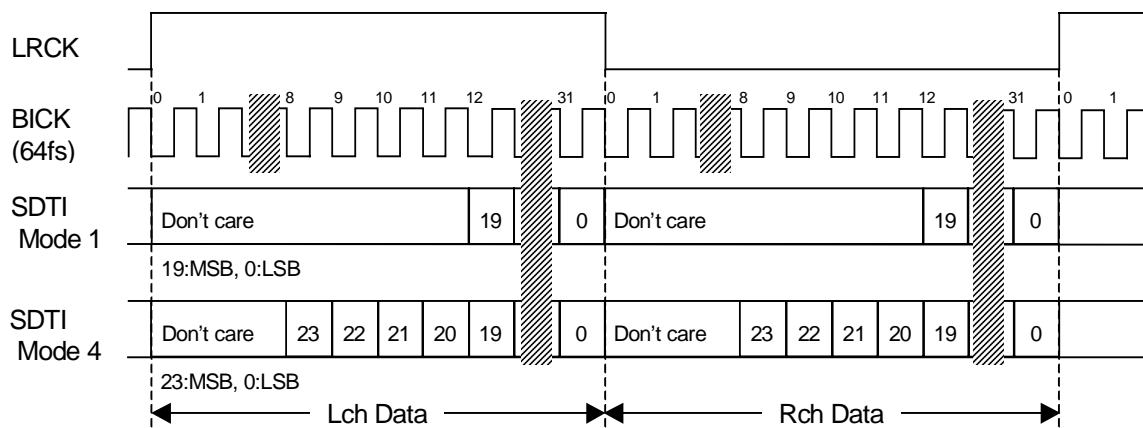 LRCK
0 1 8 9 10 11 12 31 0 1 8 9 10 11 12 31 0 1
BICK
(64fs)
SDTI
Mode 1
Don't care 19 0 Don't care 19 0
19:MSB, 0:LSB
SDTI
Mode 4
Don't care 23 22 21 20 19 0 Don't care 23 22 21 20 19 0
23:MSB, 0:LSB
Lch Data Rch Data